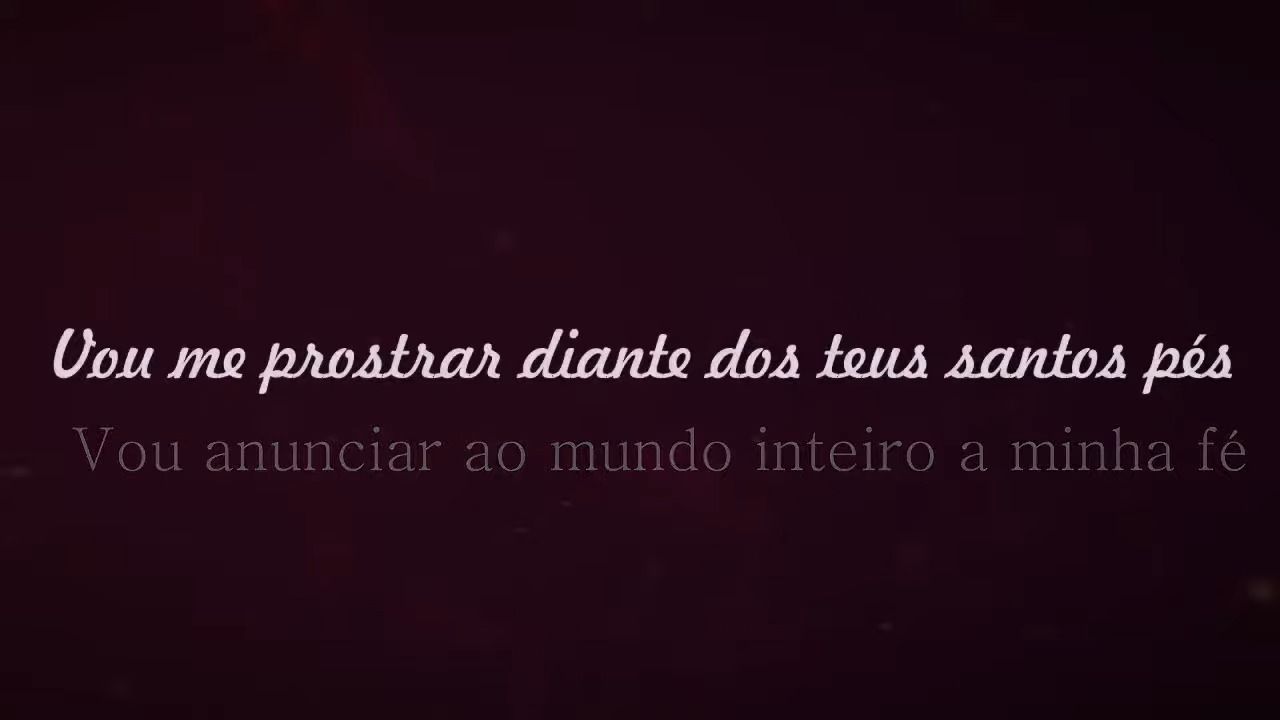 Vou me prostrar diante dos teus santos pés
Vou anunciar ao mundo inteiro a minha fé